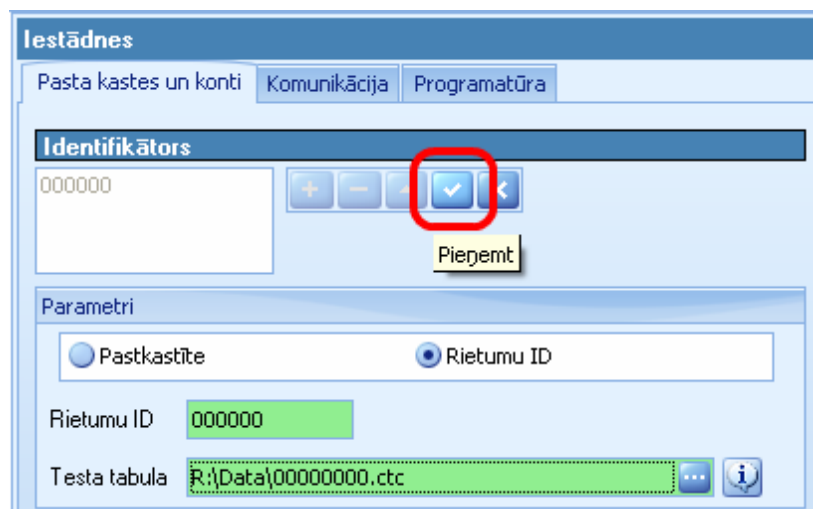 Iestādnes
Pasta kastes un konti Komunikācija Programatūra
Identifikātors
000000
Pieņemt
Parametri
Pastkastīte Rietumu ID
Rietumu ID 000000
Testa tabula R:\Data\00000000.ctc